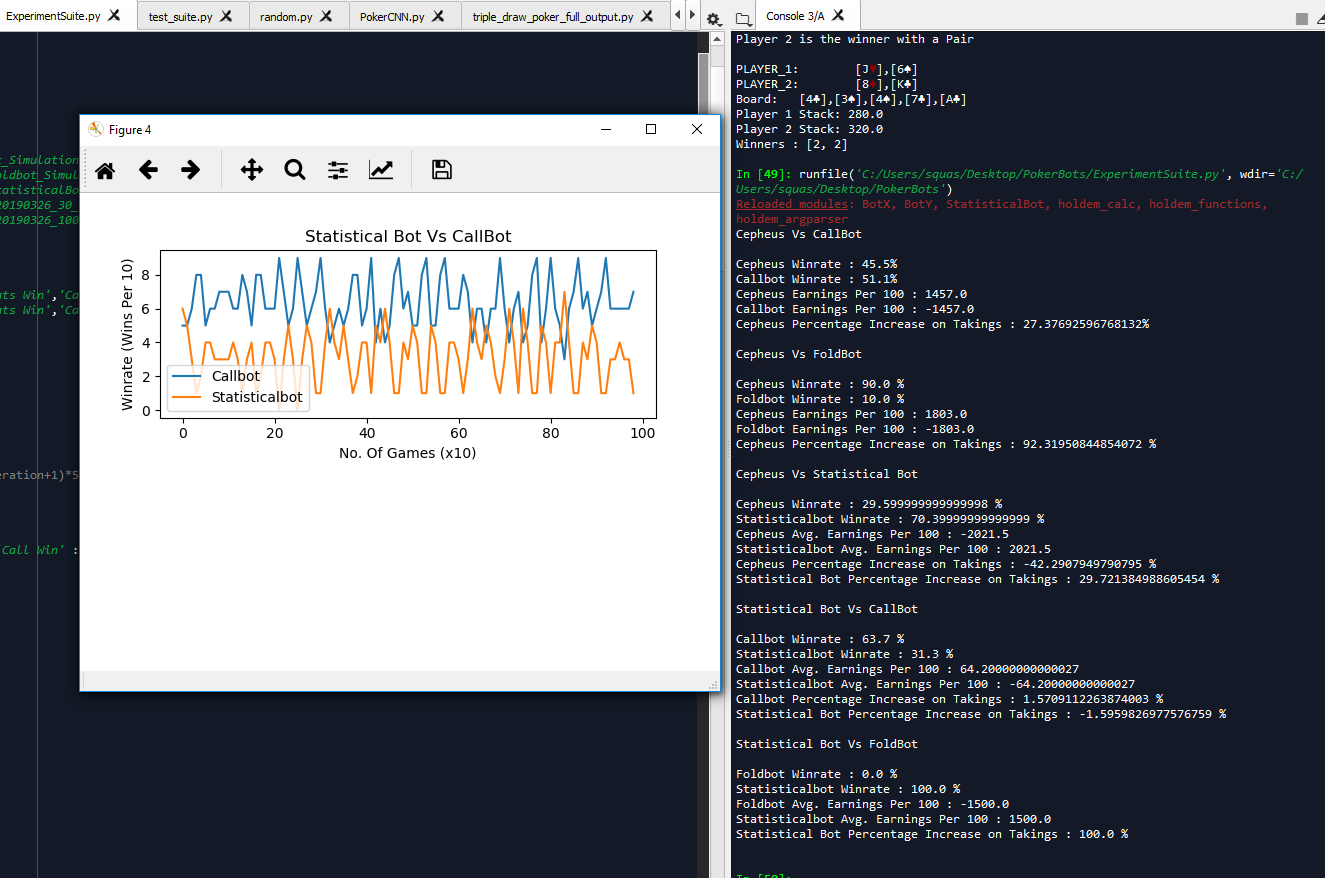 ExperimentSuite.py test_suite.py random.py PokerCNN.py triple_draw_poker_full_output.py Console 3/A
t_Simulation
oldbot_Simul
tatisticalBo
20190326_30_
20190326_100
ats Win','Ca
ats Win','Ca
eration+1)*5
'Call Win' :
Figure 4
Statistical Bot Vs CallBot
Winrate (Wins Per 10)
8
6
4
2
0
Callbot
Statisticalbot
0 20 40 60 80 100
No. Of Games (x10)
Player 2 is the winner with a Pair
PLAYER_1: [J♥],[6♠]
PLAYER_2: [8♦],[K♣]
Board: [4♣],[3♠],[4♠],[7♣],[A♣]
Player 1 Stack: 280.0
Player 2 Stack: 320.0
Winners : [2, 2]
In [49]: runfile('C:/Users/squas/Desktop/PokerBots/ExperimentSuite.py', wdir='C:/
Users/squas/Desktop/PokerBots')
Reloaded modules: BotX, BotY, StatisticalBot, holdem_calc, holdem_functions,
holdem_argparser
Cepheus Vs CallBot
Cepheus Winrate : 45.5%
Callbot Winrate : 51.1%
Cepheus Earnings Per 100 : 1457.0
Callbot Earnings Per 100 : -1457.0
Cepheus Percentage Increase on Takings : 27.37692596768132%
Cepheus Vs FoldBot
Cepheus Winrate : 90.0 %
Foldbot Winrate : 10.0 %
Cepheus Earnings Per 100 : 1803.0
Foldbot Earnings Per 100 : -1803.0
Cepheus Percentage Increase on Takings : 92.31950844854072 %
Cepheus Vs Statistical Bot
Cepheus Winrate : 29.599999999999998 %
Statisticalbot Winrate : 70.39999999999999 %
Cepheus Avg. Earnings Per 100 : -2021.5
Statisticalbot Avg. Earnings Per 100 : 2021.5
Cepheus Percentage Increase on Takings : -42.2907949790795 %
Statistical Bot Percentage Increase on Takings : 29.721384988605454 %
Statistical Bot Vs CallBot
Callbot Winrate : 63.7 %
Statisticalbot Winrate : 31.3 %
Callbot Avg. Earnings Per 100 : 64.20000000000027
Statisticalbot Avg. Earnings Per 100 : -64.20000000000027
Callbot Percentage Increase on Takings : 1.5709112263874003 %
Statistical Bot Percentage Increase on Takings : -1.5959826977576759 %
Statistical Bot Vs FoldBot
Foldbot Winrate : 0.0 %
Statisticalbot Winrate : 100.0 %
Foldbot Avg. Earnings Per 100 : -1500.0
Statisticalbot Avg. Earnings Per 100 : 1500.0
Statistical Bot Percentage Increase on Takings : 100.0 %
In [50]: